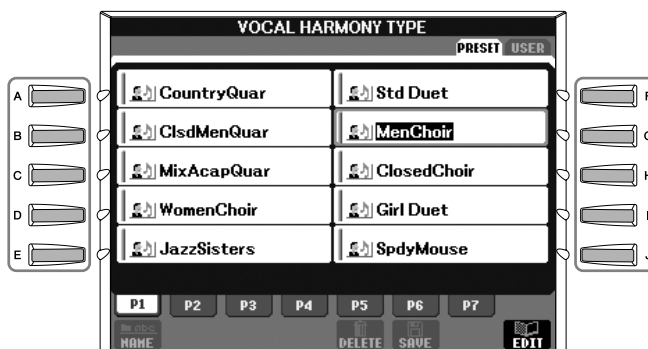 VOCAL HARMONY TYPE
PRESET USER
A CountryQuar Std Duet
B ClsdMenQuar MenChoir
C MixAcapQuar ClosedChoir H
D WomenChoir Girl Duet
E JazzSisters SpdyMouse J
P1 P2 P3 P4 P5 P6 P7
abc
NAME DELETE SAVE EDIT